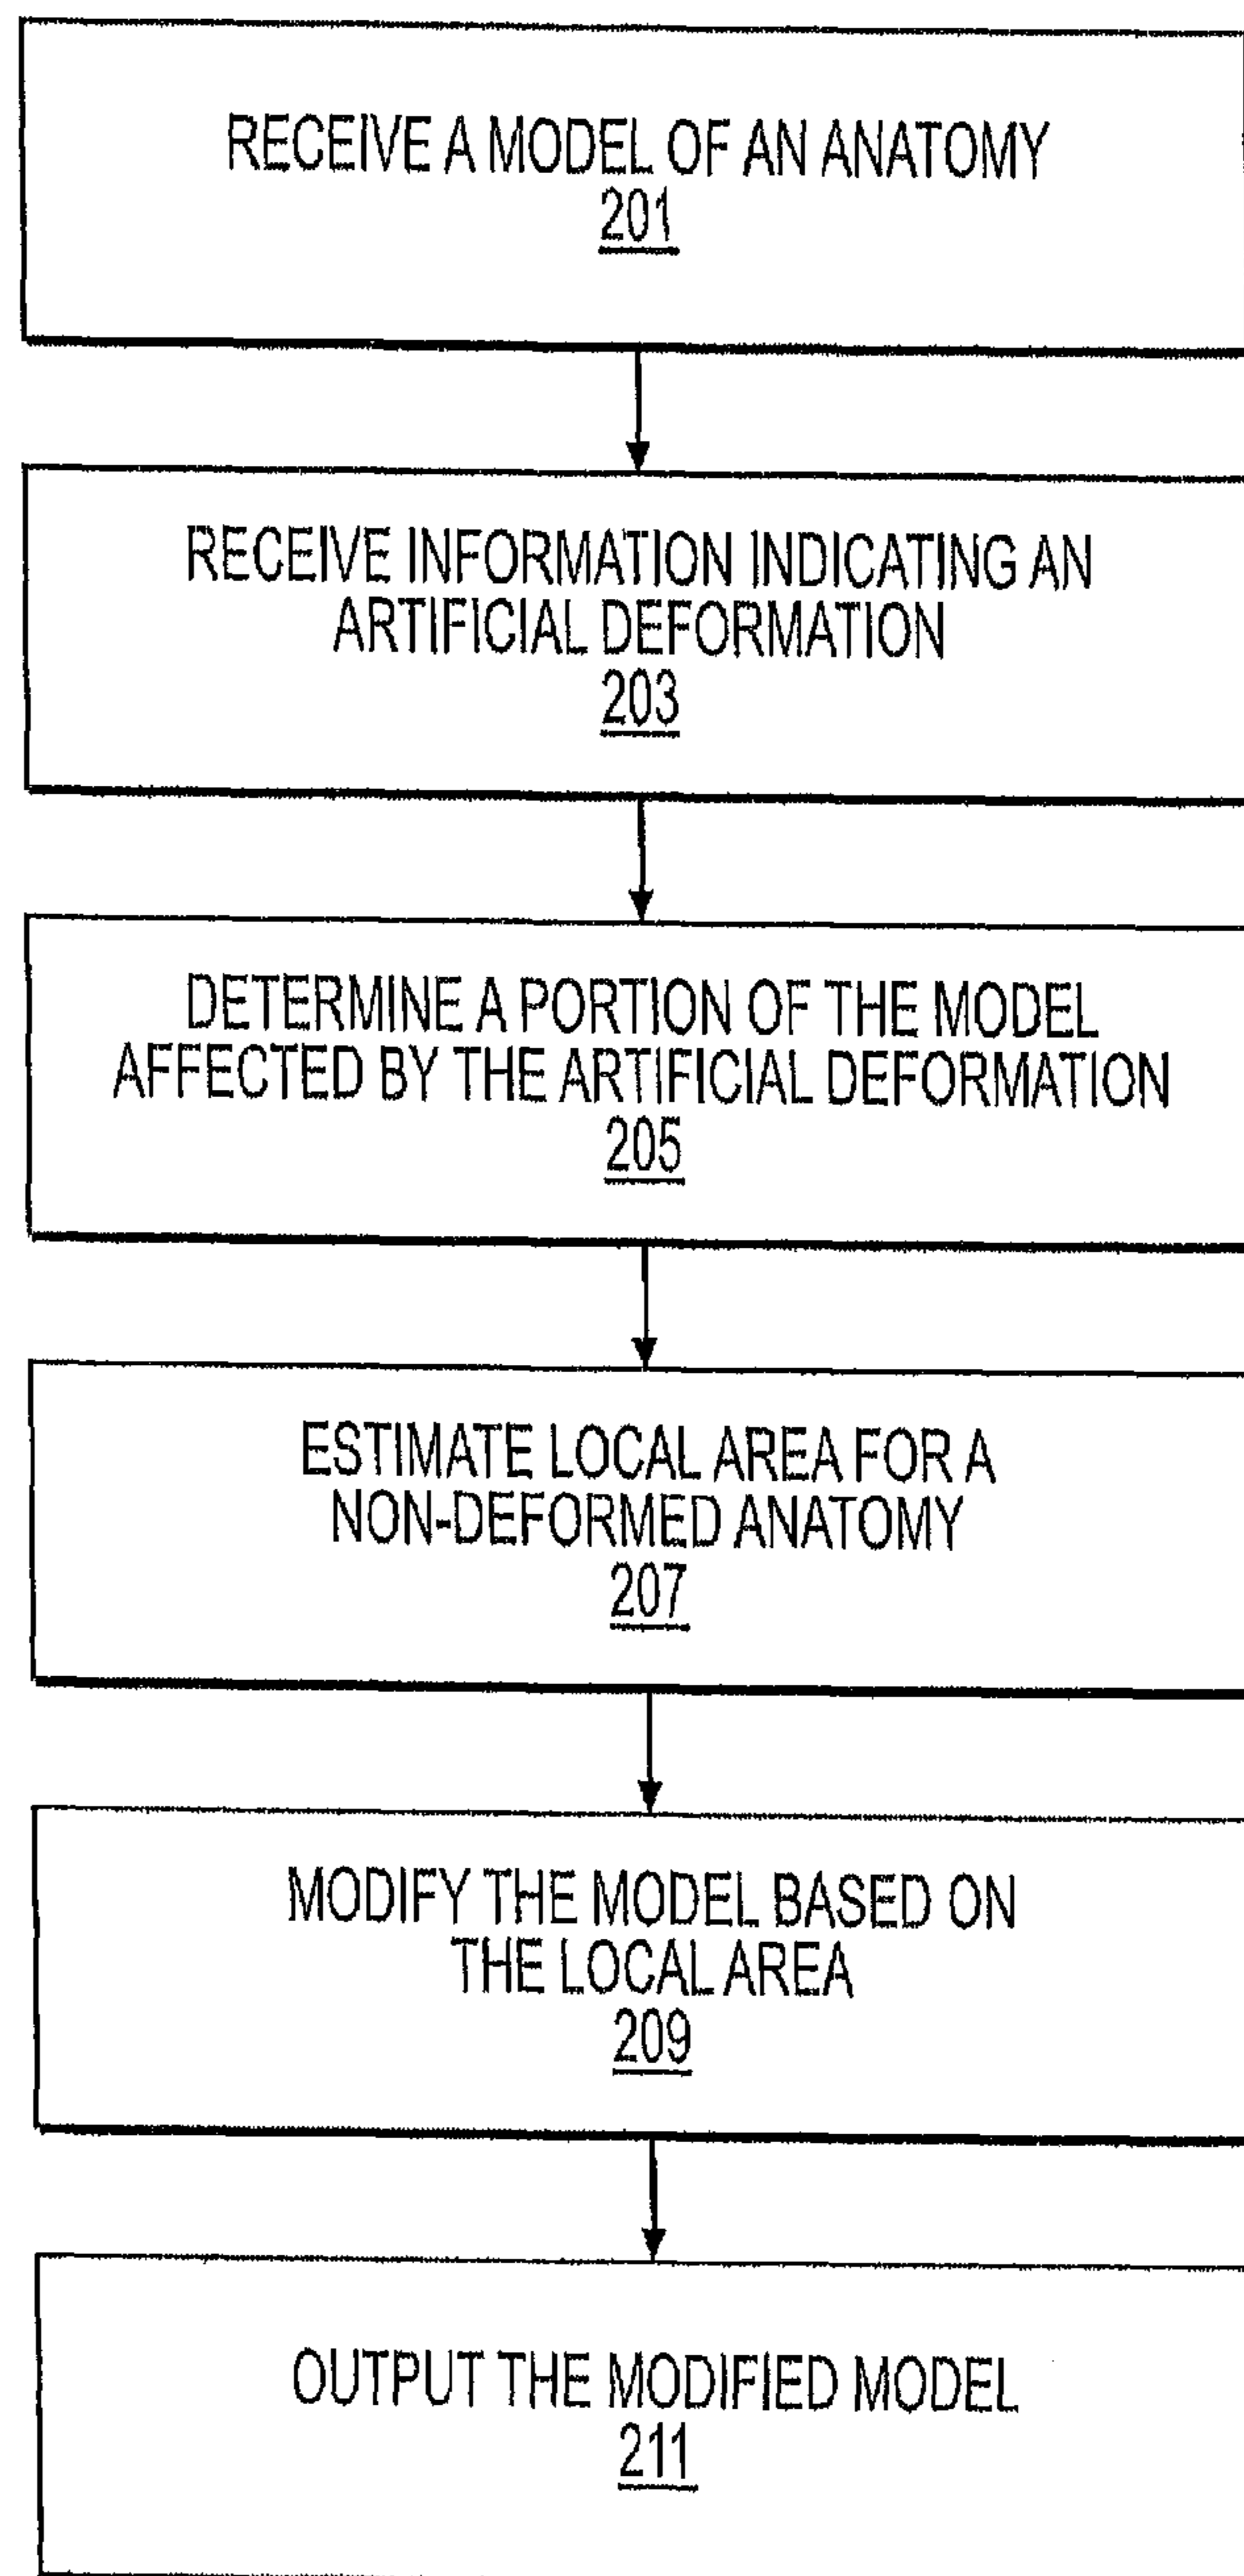 RECEIVE A MODEL OF AN ANATOMY
201
RECEIVE INFORMATION INDICATING AN
ARTIFICIAL DEFORMATION
203
DETERMINE A PORTION OF THE MODEL
AFFECTED BY THE ARTIFICIAL DEFORMATION
205
ESTIMATE LOCAL AREA FOR A
NON-DEFORMED ANATOMY
207
MODIFY THE MODEL BASED ON
THE LOCAL AREA
209
OUTPUT THE MODIFIED MODEL
211